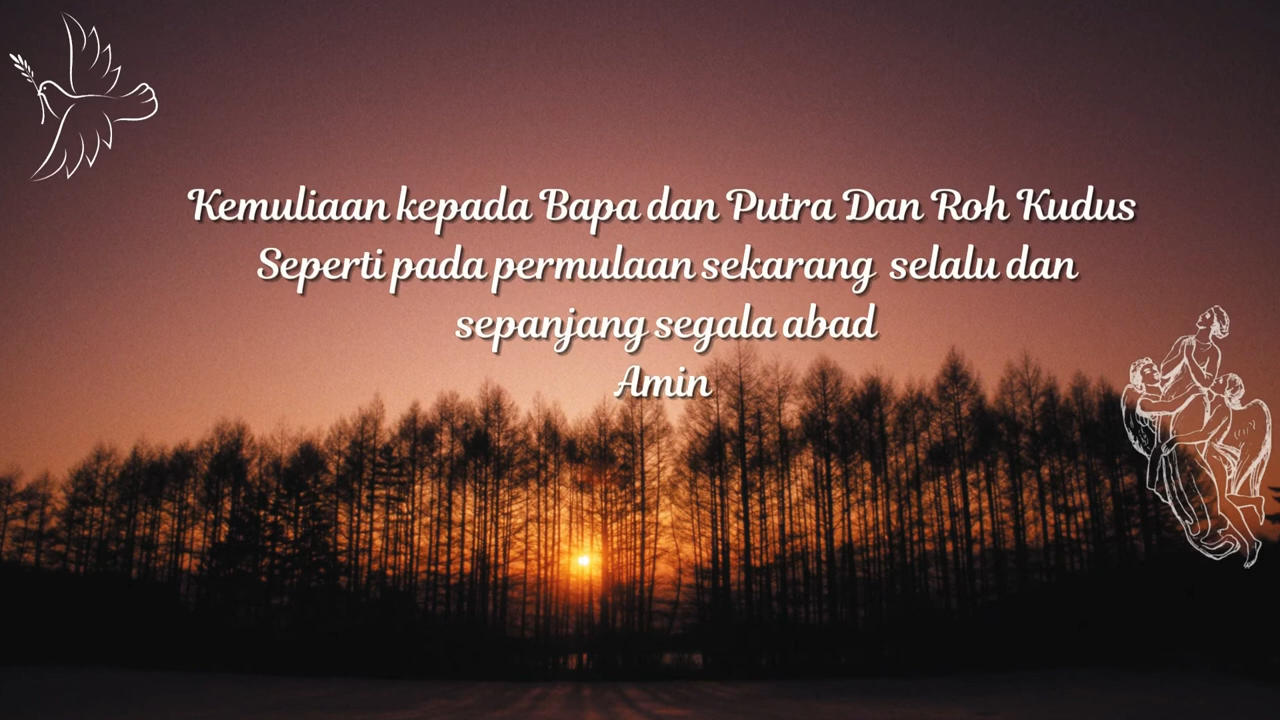 Kemuliaan kepada Bapa dan Putra Dan Roh Kudus
Seperti pada permulaan sekarang selalu dan
sepanjang segala abad
Amin